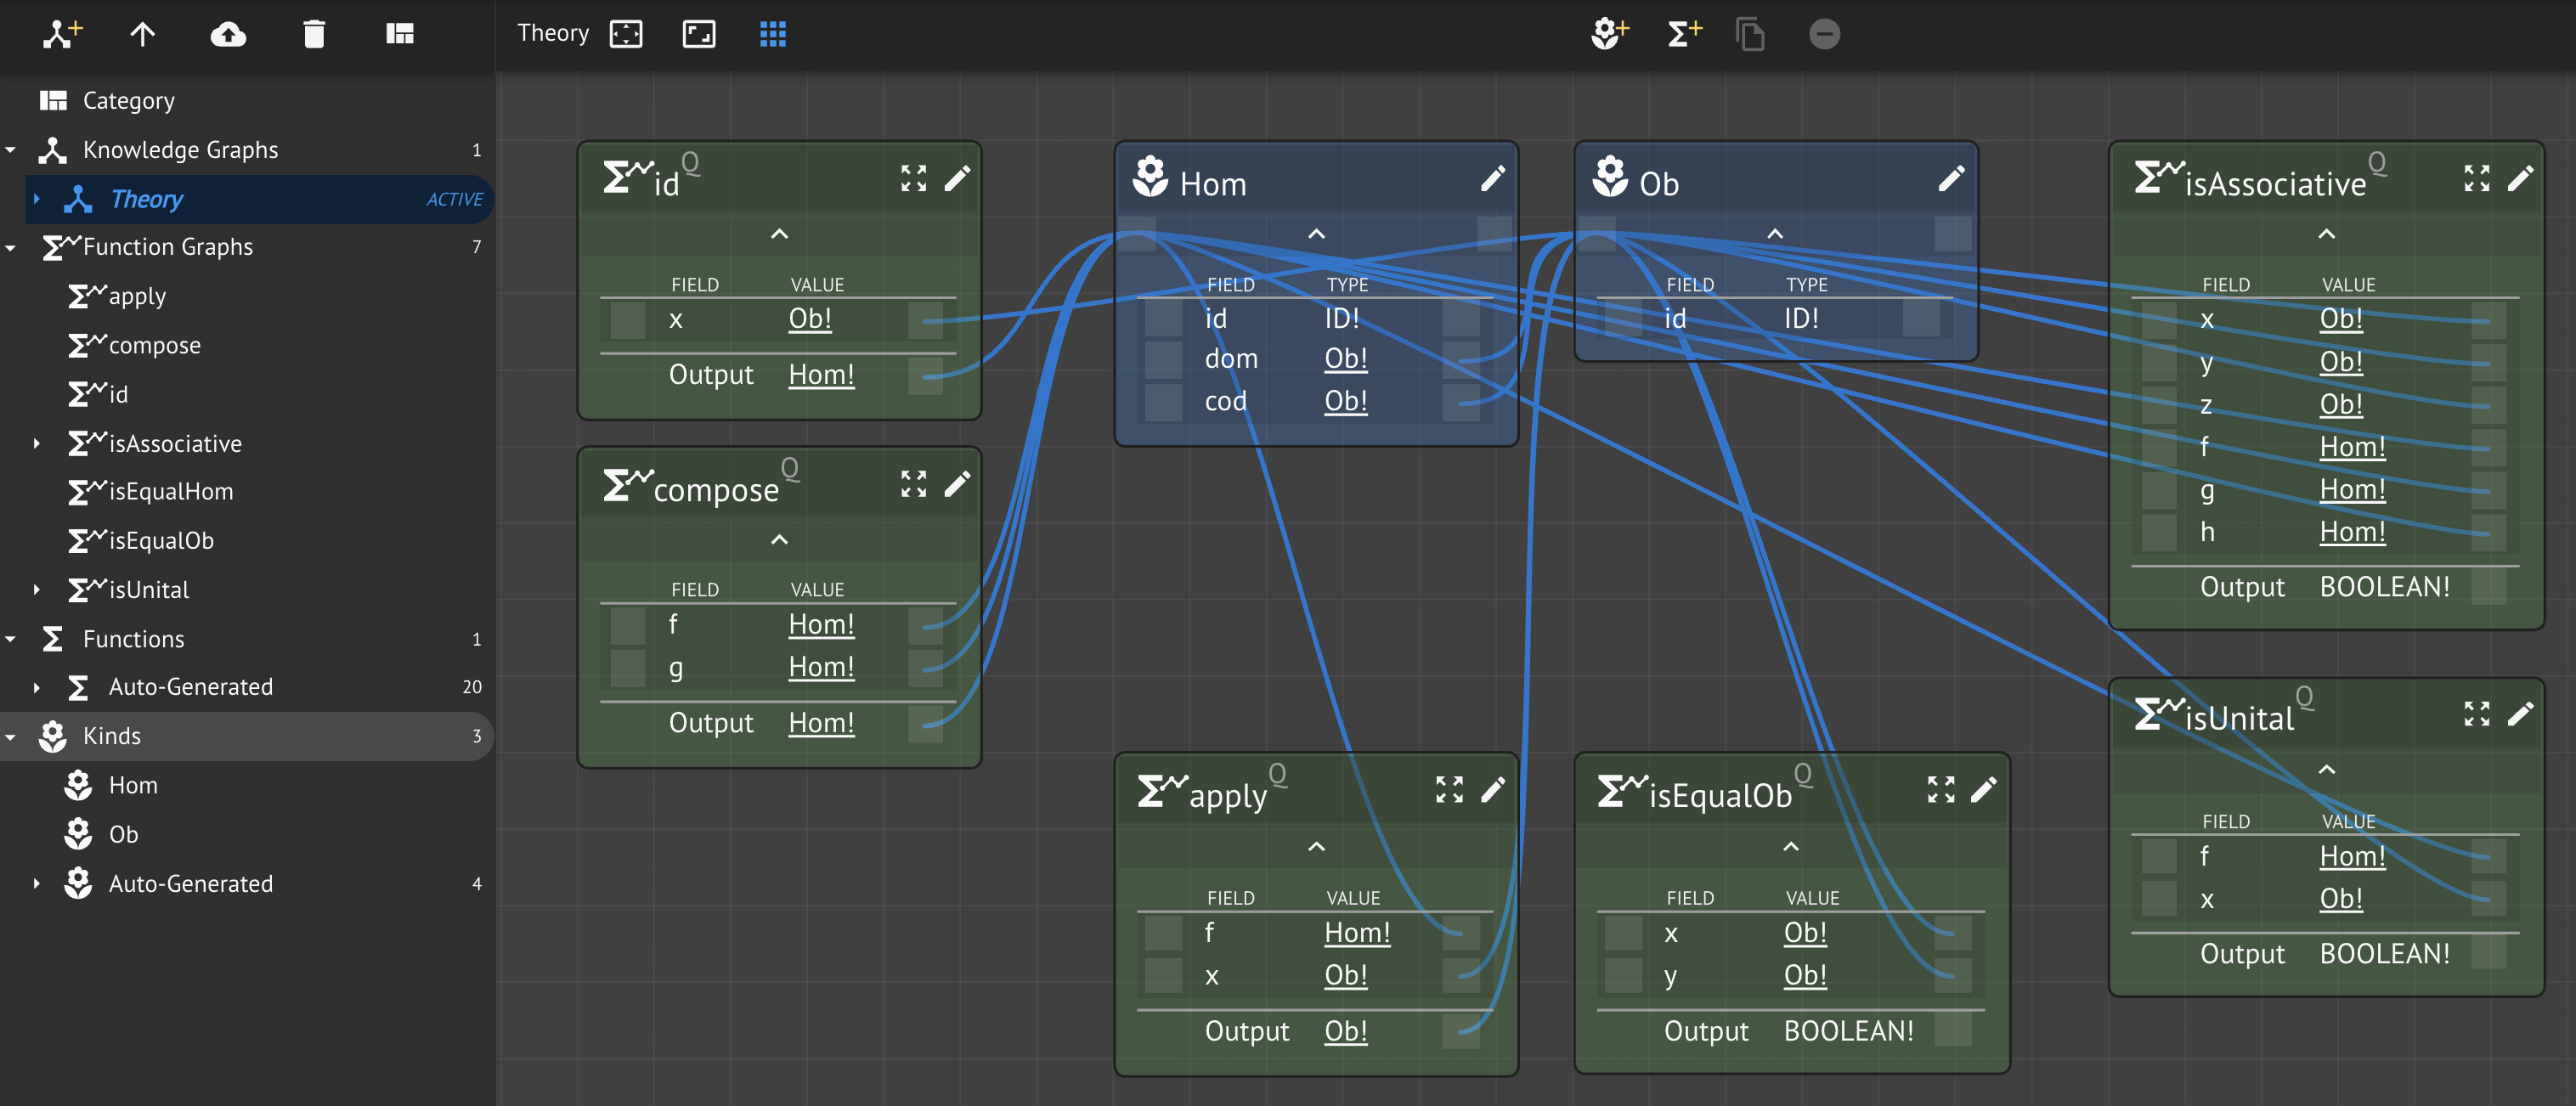 Theory
Category
Knowledge Graphs 1
Theory ACTIVE
Function Graphs 7
apply
compose
id
isAssociative
isEqualHom
isEqualOb
isUnital
Functions 1
Auto-Generated 20
Kinds 3
Hom
Ob
Auto-Generated 4
id Q
FIELD VALUE
x Ob!
Output Hom!
compose Q
FIELD VALUE
f Hom!
g Hom!
Output Hom!
Hom
FIELD TYPE
id ID!
dom Ob!
cod Ob!
Ob
FIELD TYPE
id ID!
apply Q
FIELD VALUE
f Hom!
x Ob!
Output Ob!
isEqualOb Q
FIELD VALUE
x Ob!
y Ob!
Output BOOLEAN!
isAssociative Q
FIELD VALUE
x Ob!
y Ob!
z Ob!
f Hom!
g Hom!
h Hom!
Output BOOLEAN!
isUnital Q
FIELD VALUE
f Hom!
x Ob!
Output BOOLEAN!